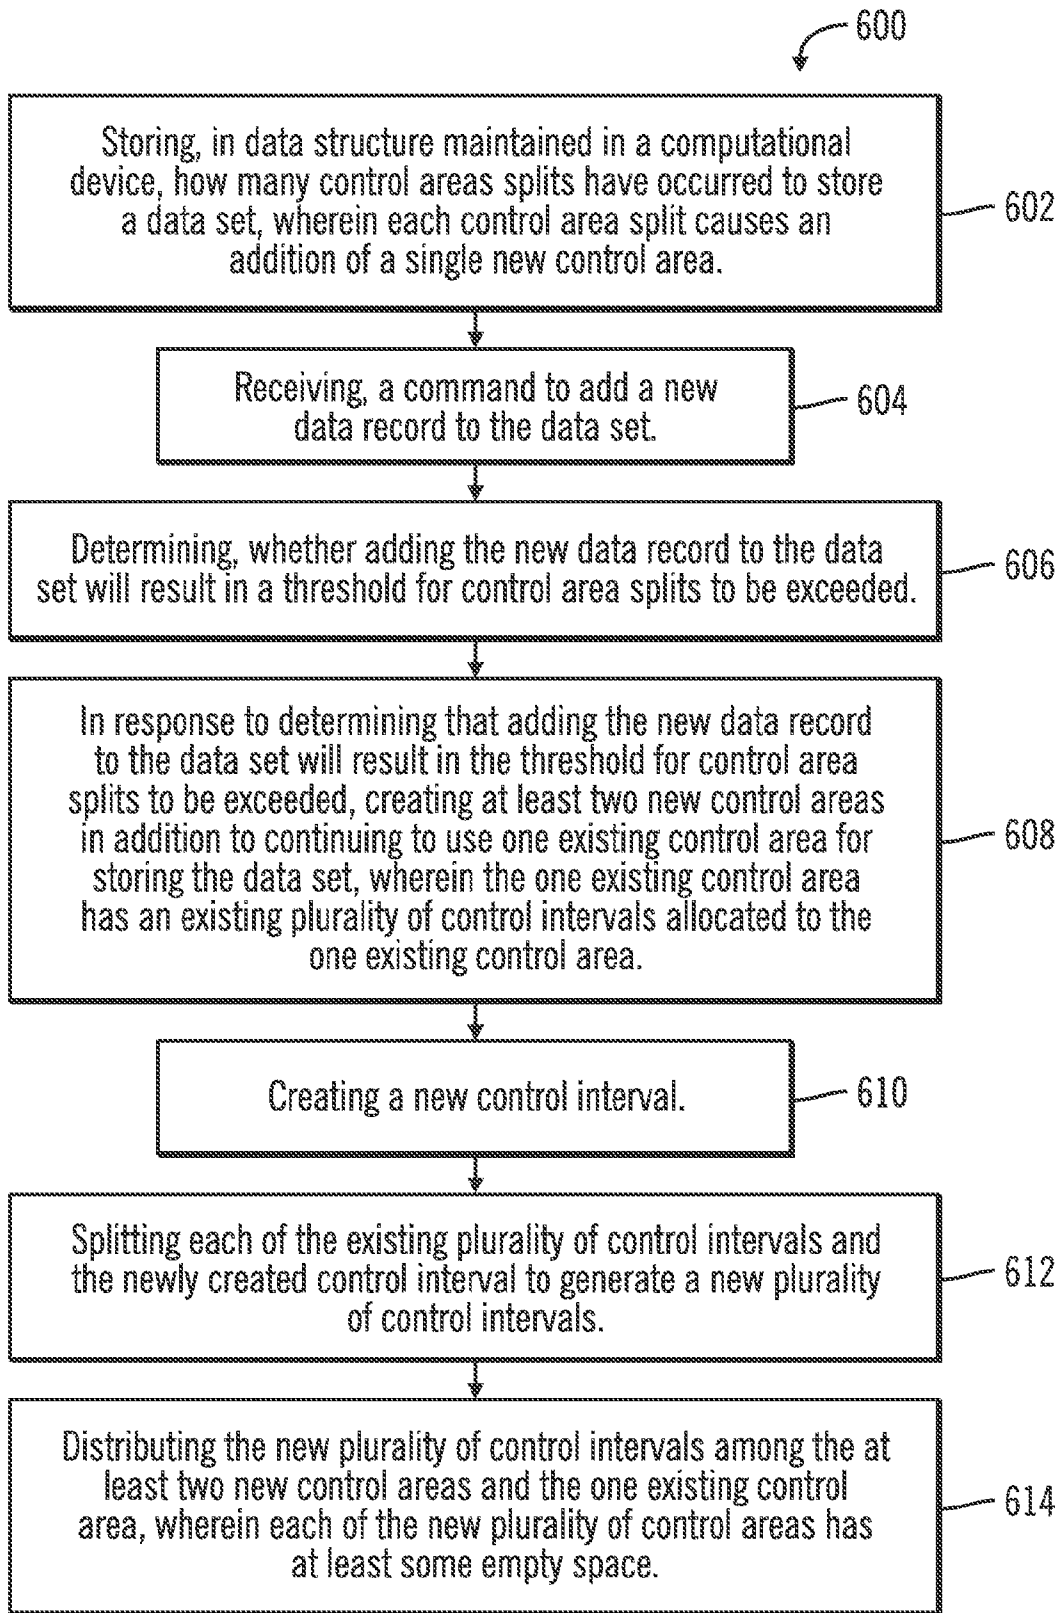 600
Storing, in data structure maintained in a computational
device, how many control areas splits have occurred to store
a data set, wherein each control area split causes an
addition of a single new control area.
602
Receiving, a command to add a new
data record to the data set.
604
Determining, whether adding the new data record to the data
set will result in a threshold for control area splits to be exceeded.
606
In response to determining that adding the new data record
to the data set will result in the threshold for control area
splits to be exceeded, creating at least two new control areas
in addition to continuing to use one existing control area for
storing the data set, wherein the one existing control area
has an existing plurality of control intervals allocated to the
one existing control area.
608
Creating a new control interval.
610
Splitting each of the existing plurality of control intervals and
the newly created control interval to generate a new plurality
of control intervals.
612
Distributing the new plurality of control intervals among the at
least two new control areas and the one existing control
area, wherein each of the new plurality of control areas has
at least some empty space.
614